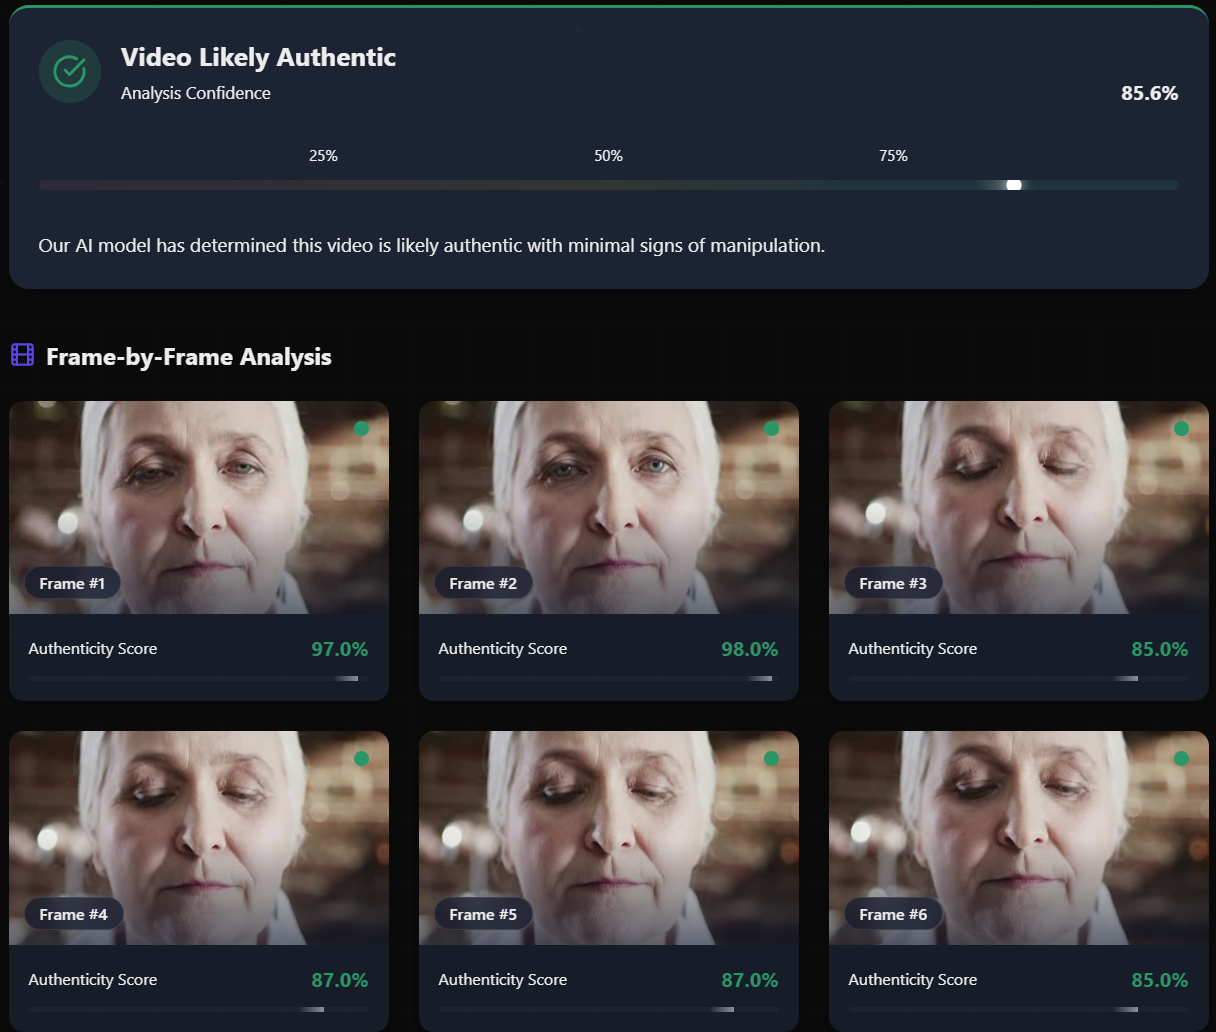 Video Likely Authentic
Analysis Confidence 85.6%
25% 50% 75%
Our AI model has determined this video is likely authentic with minimal signs of manipulation.
Frame-by-Frame Analysis
Frame #1 Frame #2 Frame #3
Authenticity Score 97.0% Authenticity Score 98.0% Authenticity Score 85.0%
Frame #4 Frame #5 Frame #6
Authenticity Score 87.0% Authenticity Score 87.0% Authenticity Score 85.0%